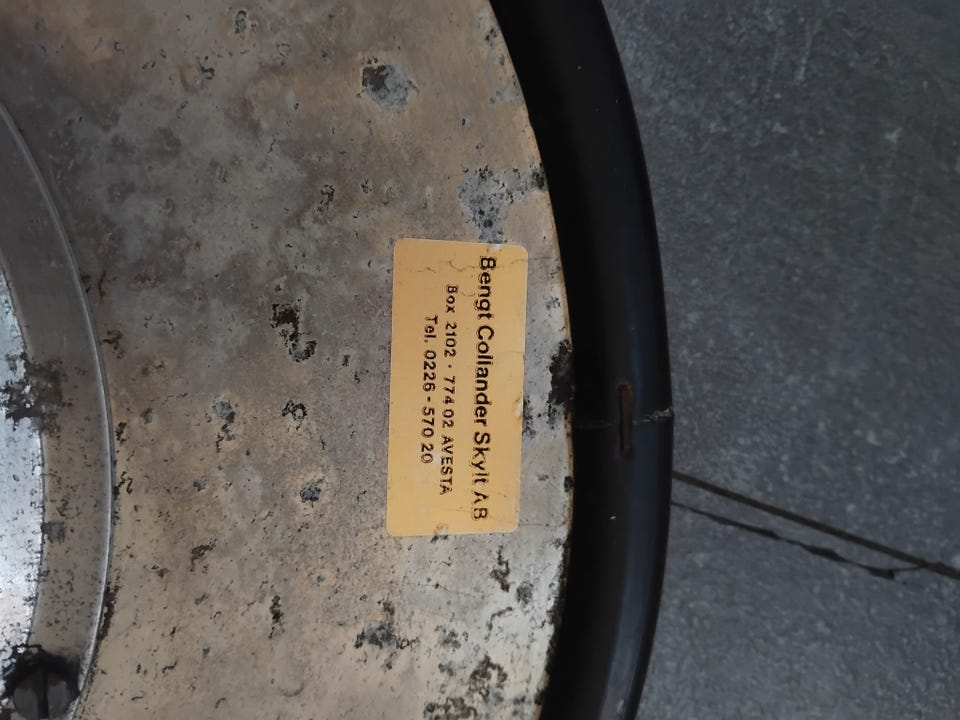 Bengt Collander Skylt AB
Box 2102 · 774 02 AVESTA
Tel. 0226 - 570 20